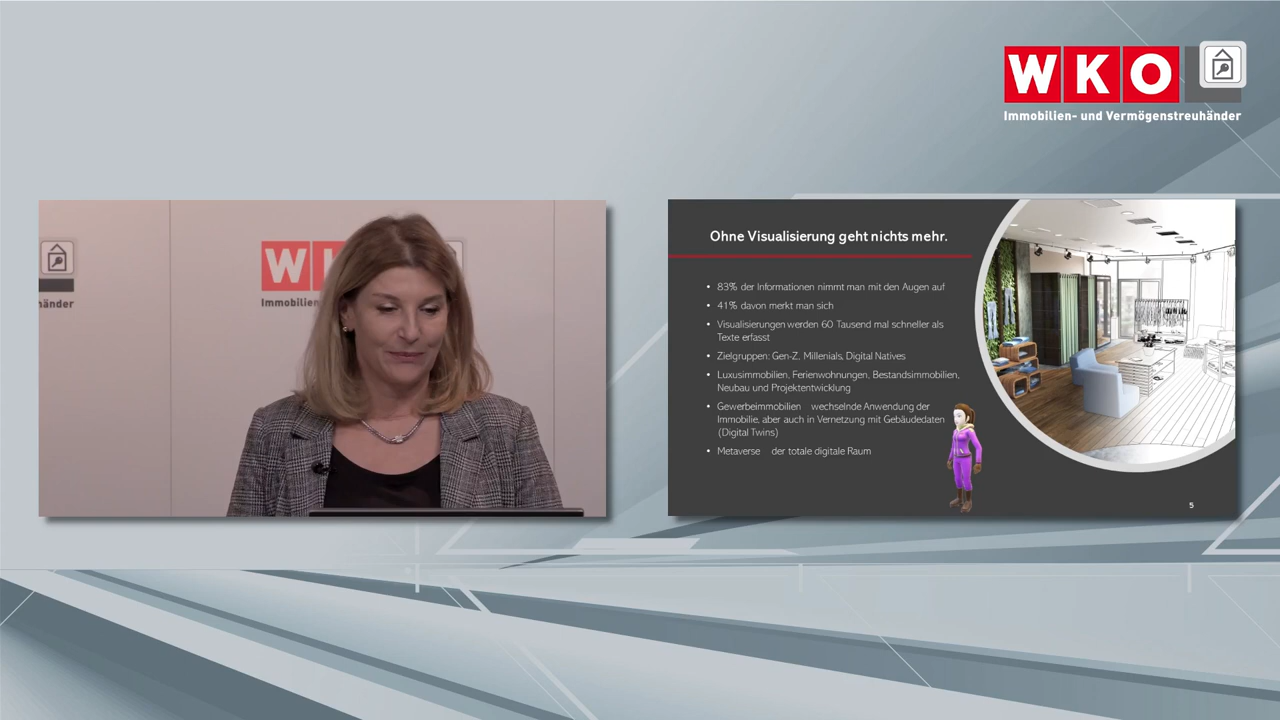 WKO
Immobilien- und Vermögenstreuhänder
händer
WK
Immobilien
Ohne Visualisierung geht nichts mehr.
• 83% der Informationen nimmt man mit den Augen auf
• 41% davon merkt man sich
• Visualisierungen werden 60 Tausend mal schneller als
Texte erfasst
• Zielgruppen: Gen-Z, Millenials, Digital Natives
• Luxusimmobilien, Ferienwohnungen, Bestandsimmobilien,
Neubau und Projektentwicklung
• Gewerbeimmobilien wechselnde Anwendung der
Immobilie, aber auch in Vernetzung mit Gebäudedaten
(Digital Twins)
• Metaverse der totale digitale Raum
5